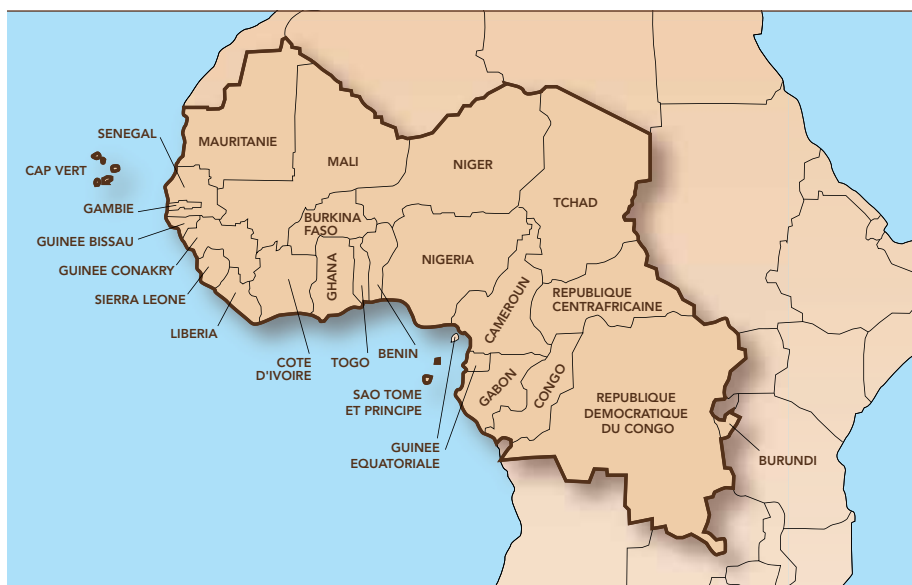 SENEGAL
MAURITANIE
MALI
NIGER
TCHAD
CAP VERT
GAMBIE
BURKINA
FASO
GUINEE BISSAU
NIGERIA
GHANA
GUINEE CONAKRY
SIERRA LEONE
REPUBLIQUE
CENTRAFRICAINE
CAMEROUN
LIBERIA
COTE
D'IVOIRE
TOGO
BENIN
GABON
CONGO
SAO TOME
ET PRINCIPE
REPUBLIQUE
DEMOCRATIQUE
DU CONGO
GUINEE
EQUATORIALE
BURUNDI